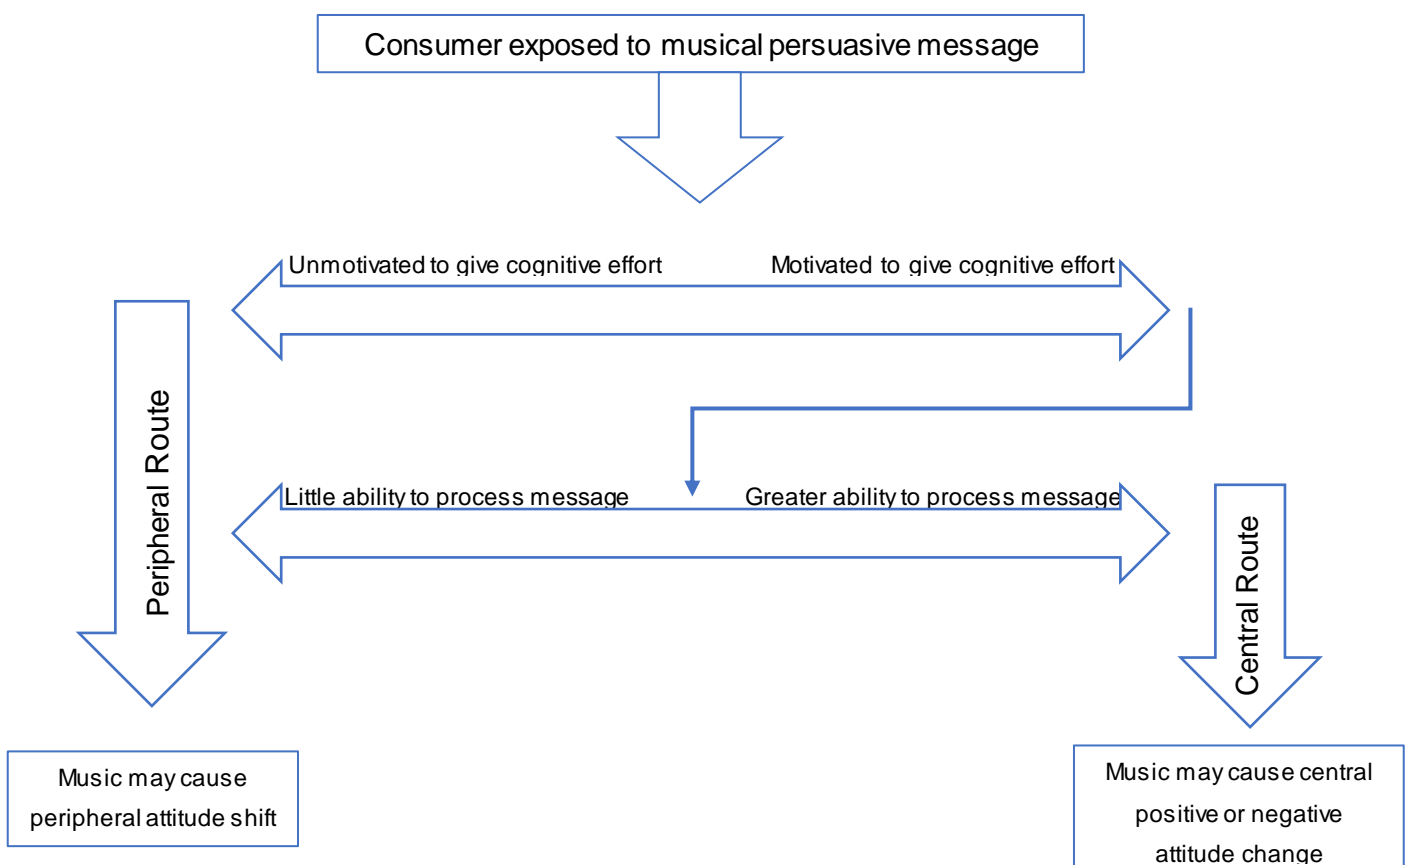 Consumer exposed to musical persuasive message
Unmotivated to give cognitive effort
Motivated to give cognitive effort
Peripheral Route
Little ability to process message
Greater ability to process message
Central Route
Music may cause
peripheral attitude shift
Music may cause central
positive or negative
attitude change